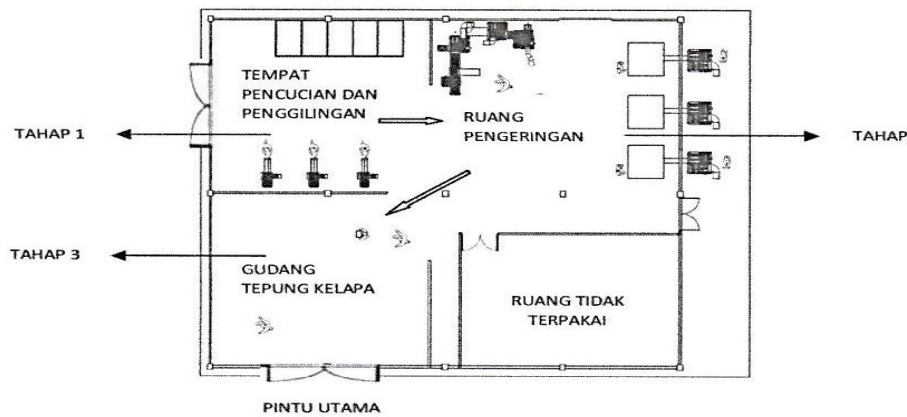 TEMPAT
PENCUCIAN DAN
PENGGILINGAN
RUANG
PENGERINGAN
TAHAP 1
TAHAP
TAHAP 3
GUDANG
TEPUNG KELAPA
RUANG TIDAK
TERPAKAI
PINTU UTAMA